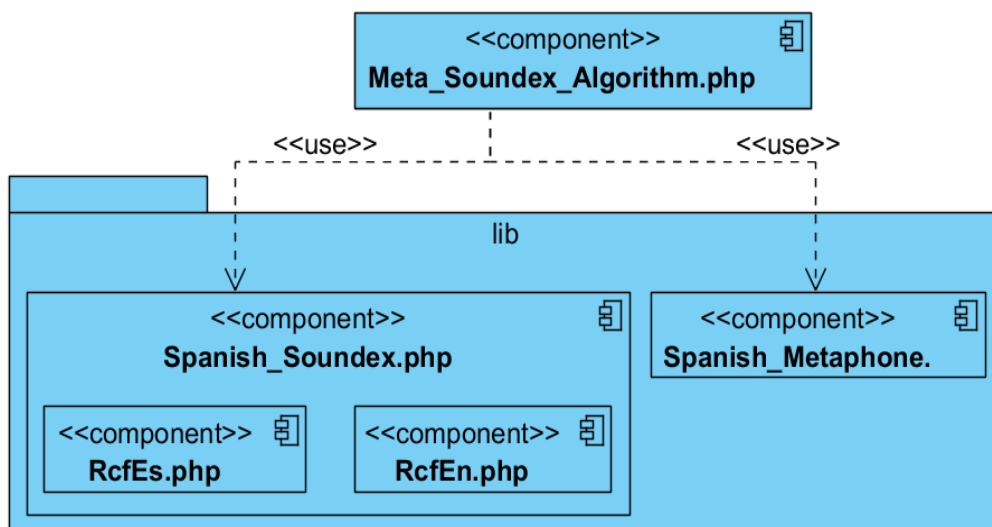 <<component>>
Meta_Soundex_Algorithm.php
<<use>>
<<use>>
lib
<<component>>
Spanish_Soundex.php
<<component>>
Spanish_Metaphone.
<<component>>
RcfEs.php
<<component>>
RcfEn.php